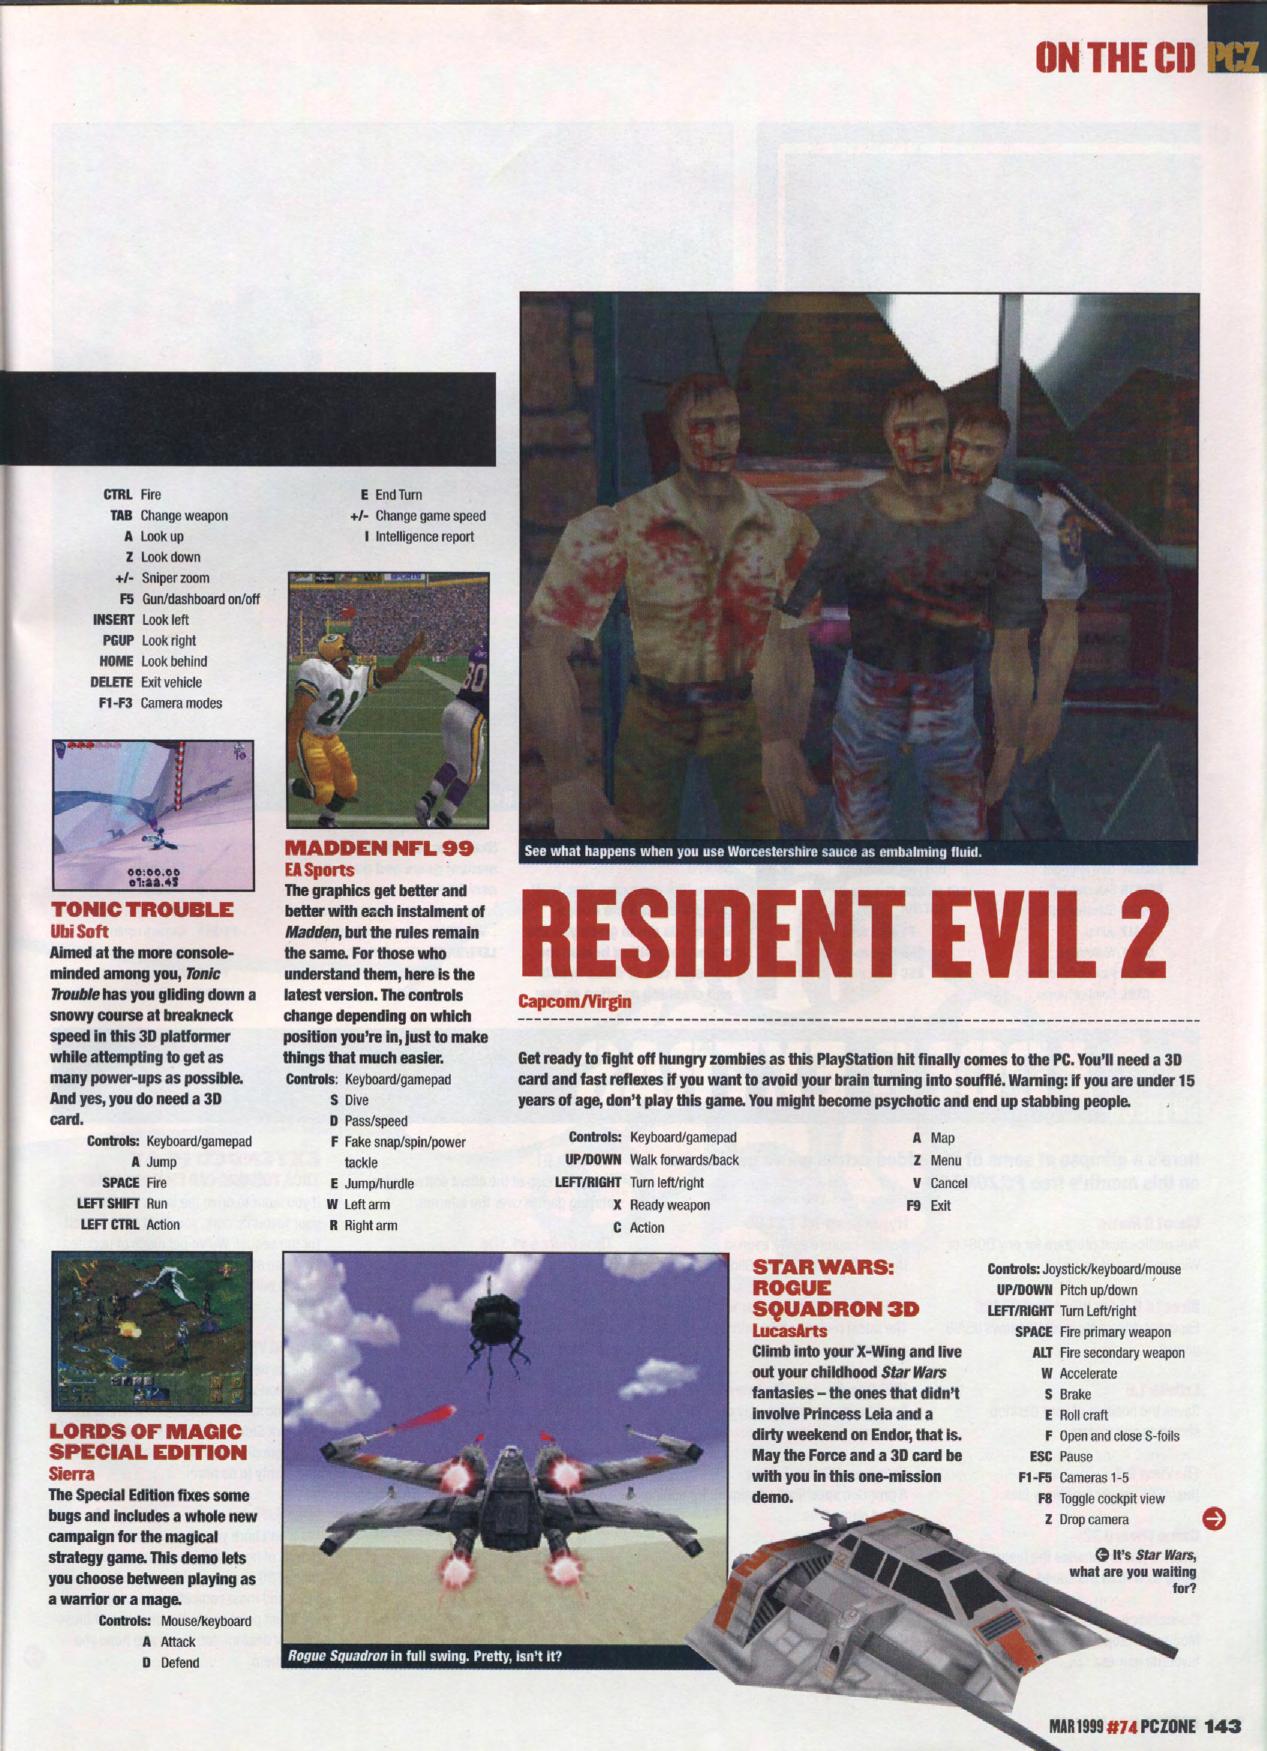 ON THE CD PCZ
CTRL Fire
TAB Change weapon
A Look up
Z Look down
+/- Sniper zoom
F5 Gun/dashboard on/off
INSERT Look left
PGUP Look right
HOME Look behind
DELETE Exit vehicle
F1-F3 Camera modes
00:00.00
01:22.43
TONIC TROUBLE
Ubi Soft
Aimed at the more console-
minded among you, Tonic
Trouble has you gliding down a
snowy course at breakneck
speed in this 3D platformer
while attempting to get as
many power-ups as possible.
And yes, you do need a 3D
card.
Controls: Keyboard/gamepad
A Jump
SPACE Fire
LEFT SHIFT Run
LEFT CTRL Action
LORDS OF MAGIC
SPECIAL EDITION
Sierra
The Special Edition fixes some
bugs and includes a whole new
campaign for the magical
strategy game. This demo lets
you choose between playing as
a warrior or a mage.
Controls: Mouse/keyboard
A Attack
D Defend
E End Turn
+/- Change game speed
I Intelligence report
SPORTS
21
80
MADDEN NFL 99
EA Sports
The graphics get better and
better with each instalment of
Madden, but the rules remain
the same. For those who
understand them, here is the
latest version. The controls
change depending on which
position you're in, just to make
things that much easier.
Controls: Keyboard/gamepad
S Dive
D Pass/speed
F Fake snap/spin/power
tackle
E Jump/hurdle
W Left arm
R Right arm
See what happens when you use Worcestershire sauce as embalming fluid.
RESIDENT EVIL 2
Capcom/Virgin
Get ready to fight off hungry zombies as this PlayStation hit finally comes to the PC. You'll need a 3D
card and fast reflexes if you want to avoid your brain turning into soufflé. Warning: if you are under 15
years of age, don't play this game. You might become psychotic and end up stabbing people.
Controls: Keyboard/gamepad
UP/DOWN Walk forwards/back
LEFT/RIGHT Turn left/right
X Ready weapon
C Action
A Map
Z Menu
V Cancel
F9 Exit
Rogue Squadron in full swing. Pretty, isn't it?
STAR WARS:
ROGUE
SQUADRON 3D
LucasArts
Climb into your X-Wing and live
out your childhood Star Wars
fantasies – the ones that didn't
involve Princess Leia and a
dirty weekend on Endor, that is.
May the Force and a 3D card be
with you in this one-mission
demo.
Controls: Joystick/keyboard/mouse
UP/DOWN Pitch up/down
LEFT/RIGHT Turn Left/right
SPACE Fire primary weapon
ALT Fire secondary weapon
W Accelerate
S Brake
E Roll craft
F Open and close S-foils
ESC Pause
F1-F5 Cameras 1-5
F8 Toggle cockpit view
Z Drop camera
It's Star Wars,
what are you waiting
for?
MAR 1999 #74 PC ZONE 143